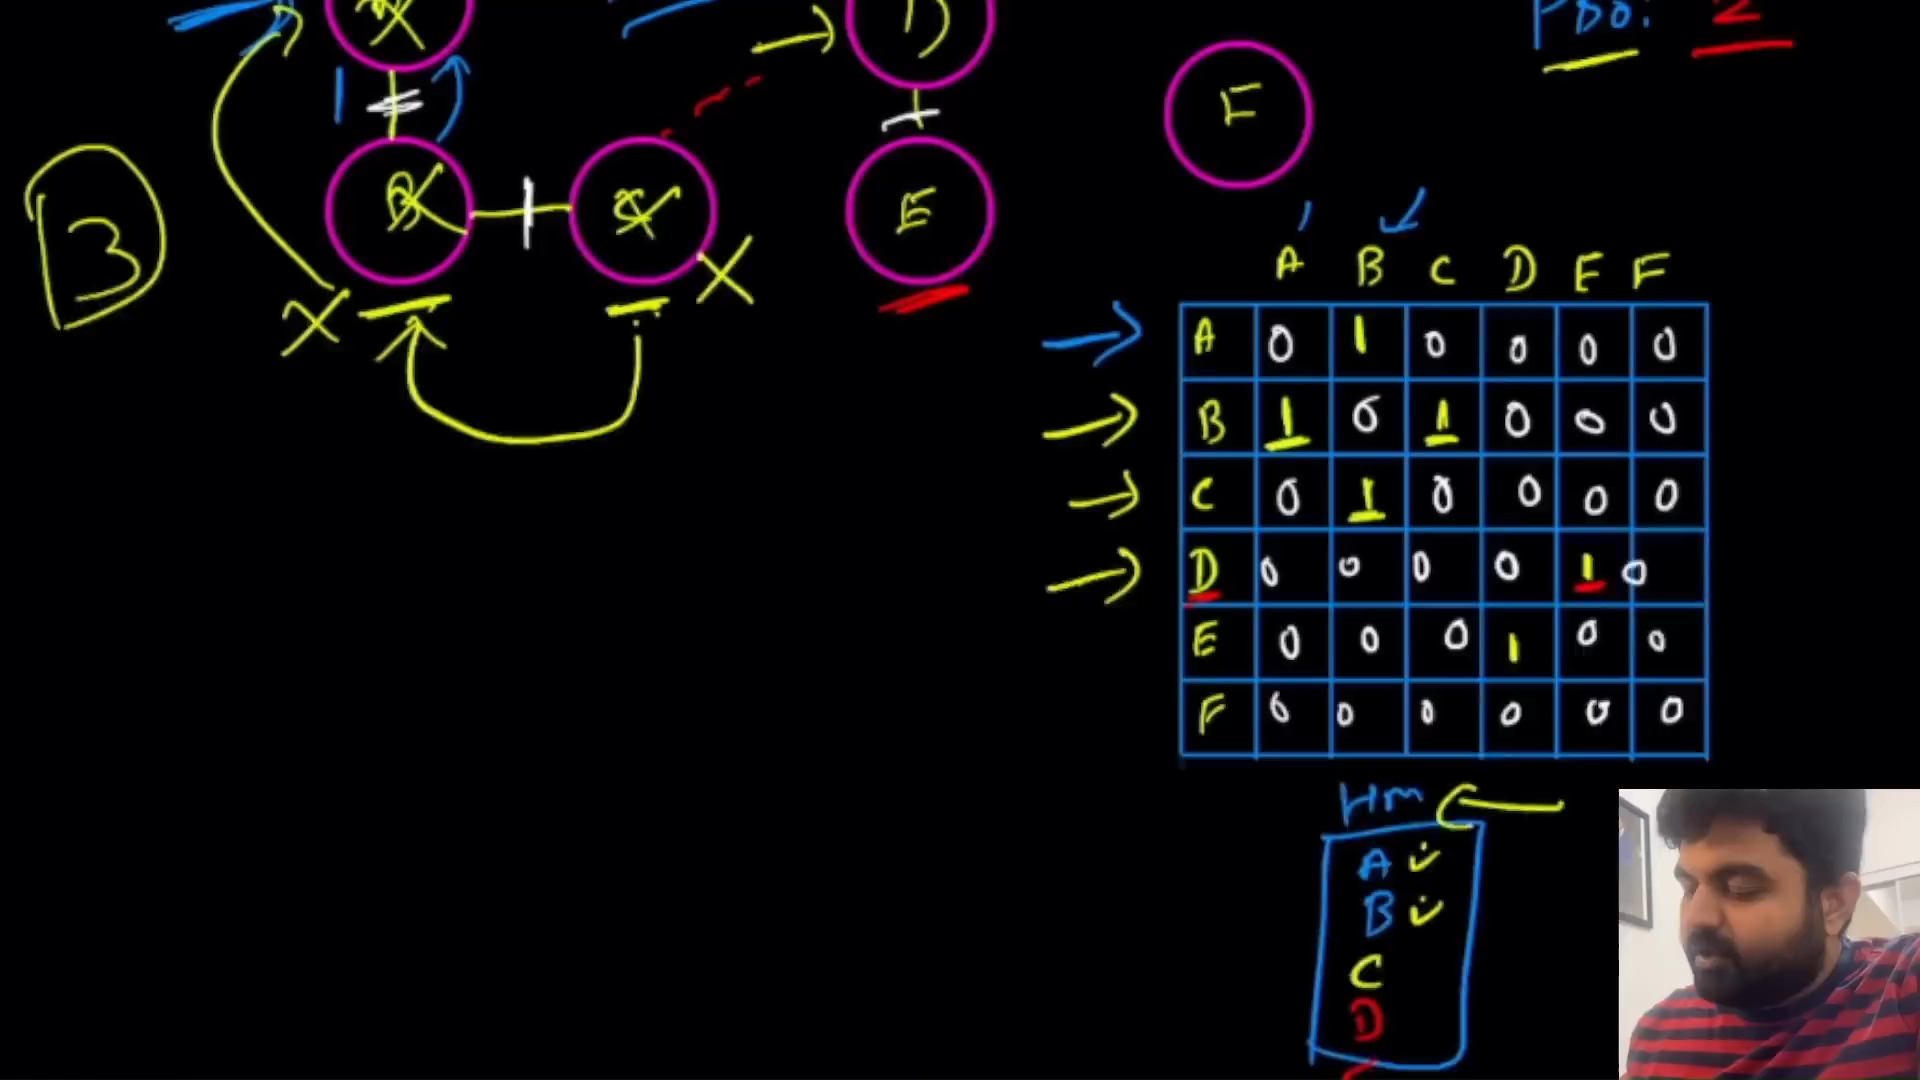 D
2
F
1
B
C
E
3
X
X
A B C D E F
A 0 1 0 0 0 0
B 1 0 1 0 0 0
C 0 1 0 0 0 0
D 0 0 0 0 1 0
E 0 0 0 1 0 0
F 0 0 0 0 0 0
Hm
A ✓
B ✓
C
D